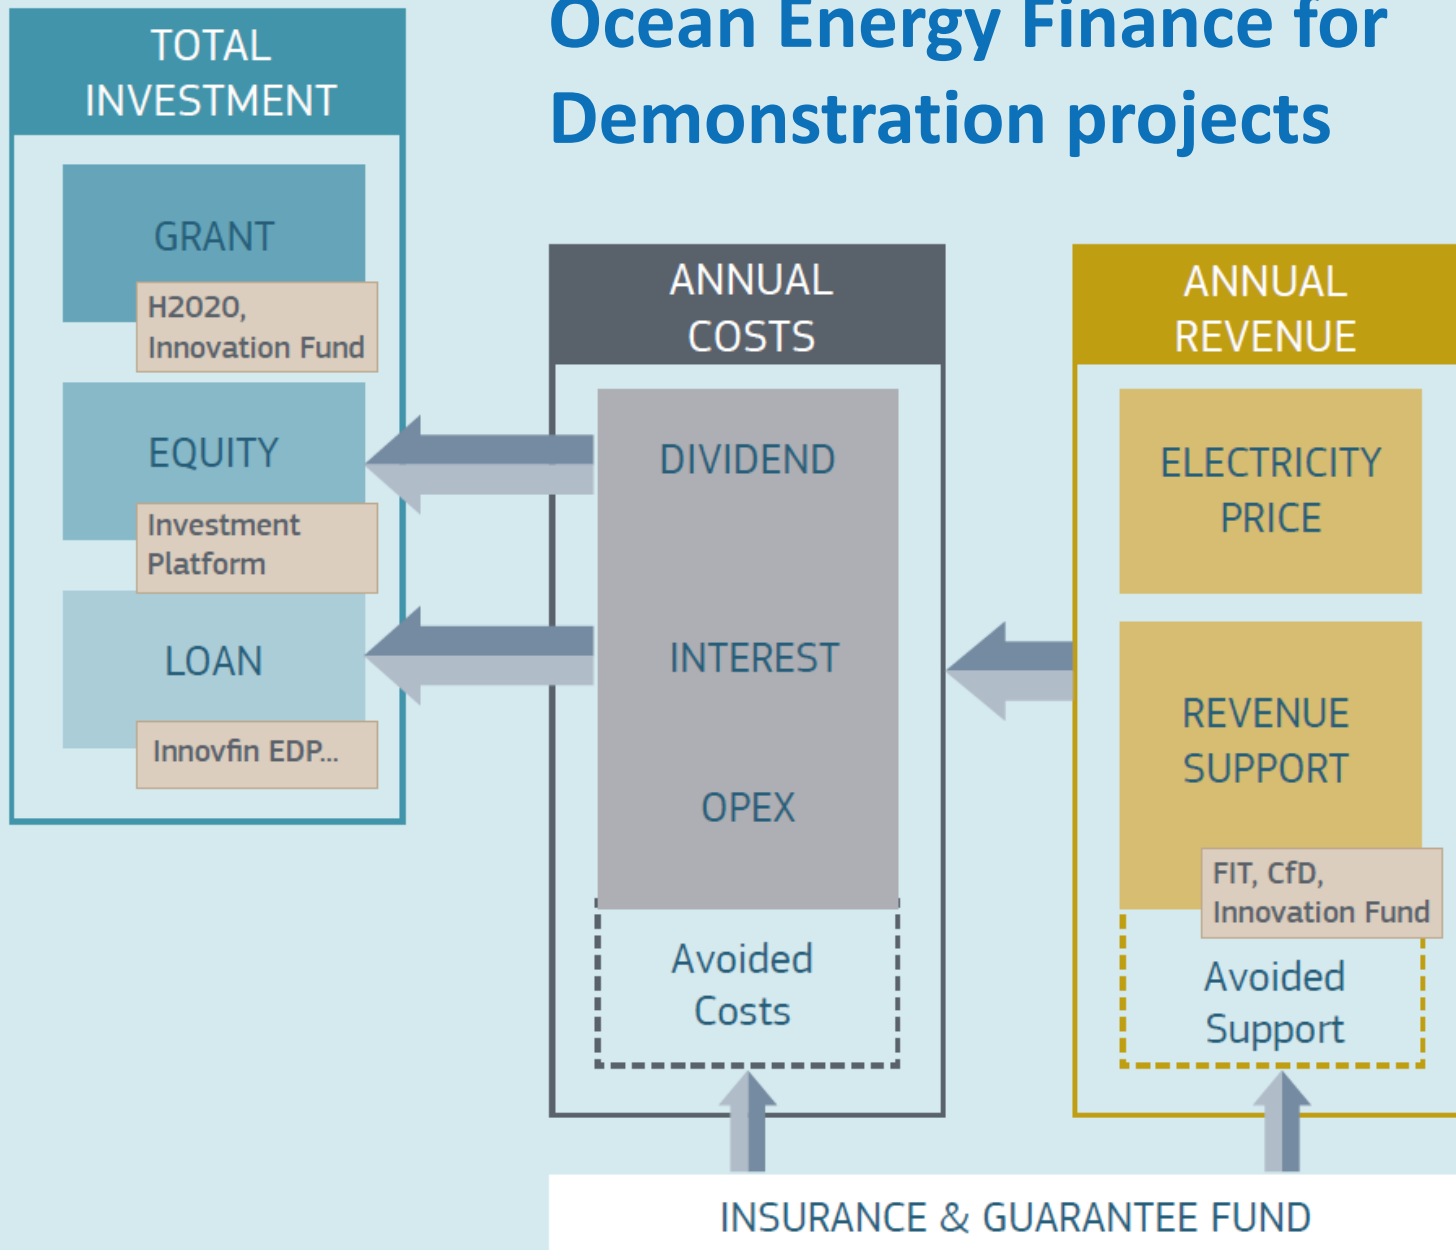 Ocean Energy Finance for
Demonstration projects
TOTAL
INVESTMENT
GRANT
H2020,
Innovation Fund
EQUITY
Investment
Platform
LOAN
Innovfin EDP...
ANNUAL
COSTS
DIVIDEND
INTEREST
OPEX
Avoided
Costs
ANNUAL
REVENUE
ELECTRICITY
PRICE
REVENUE
SUPPORT
FIT, CfD,
Innovation Fund
Avoided
Support
INSURANCE & GUARANTEE FUND